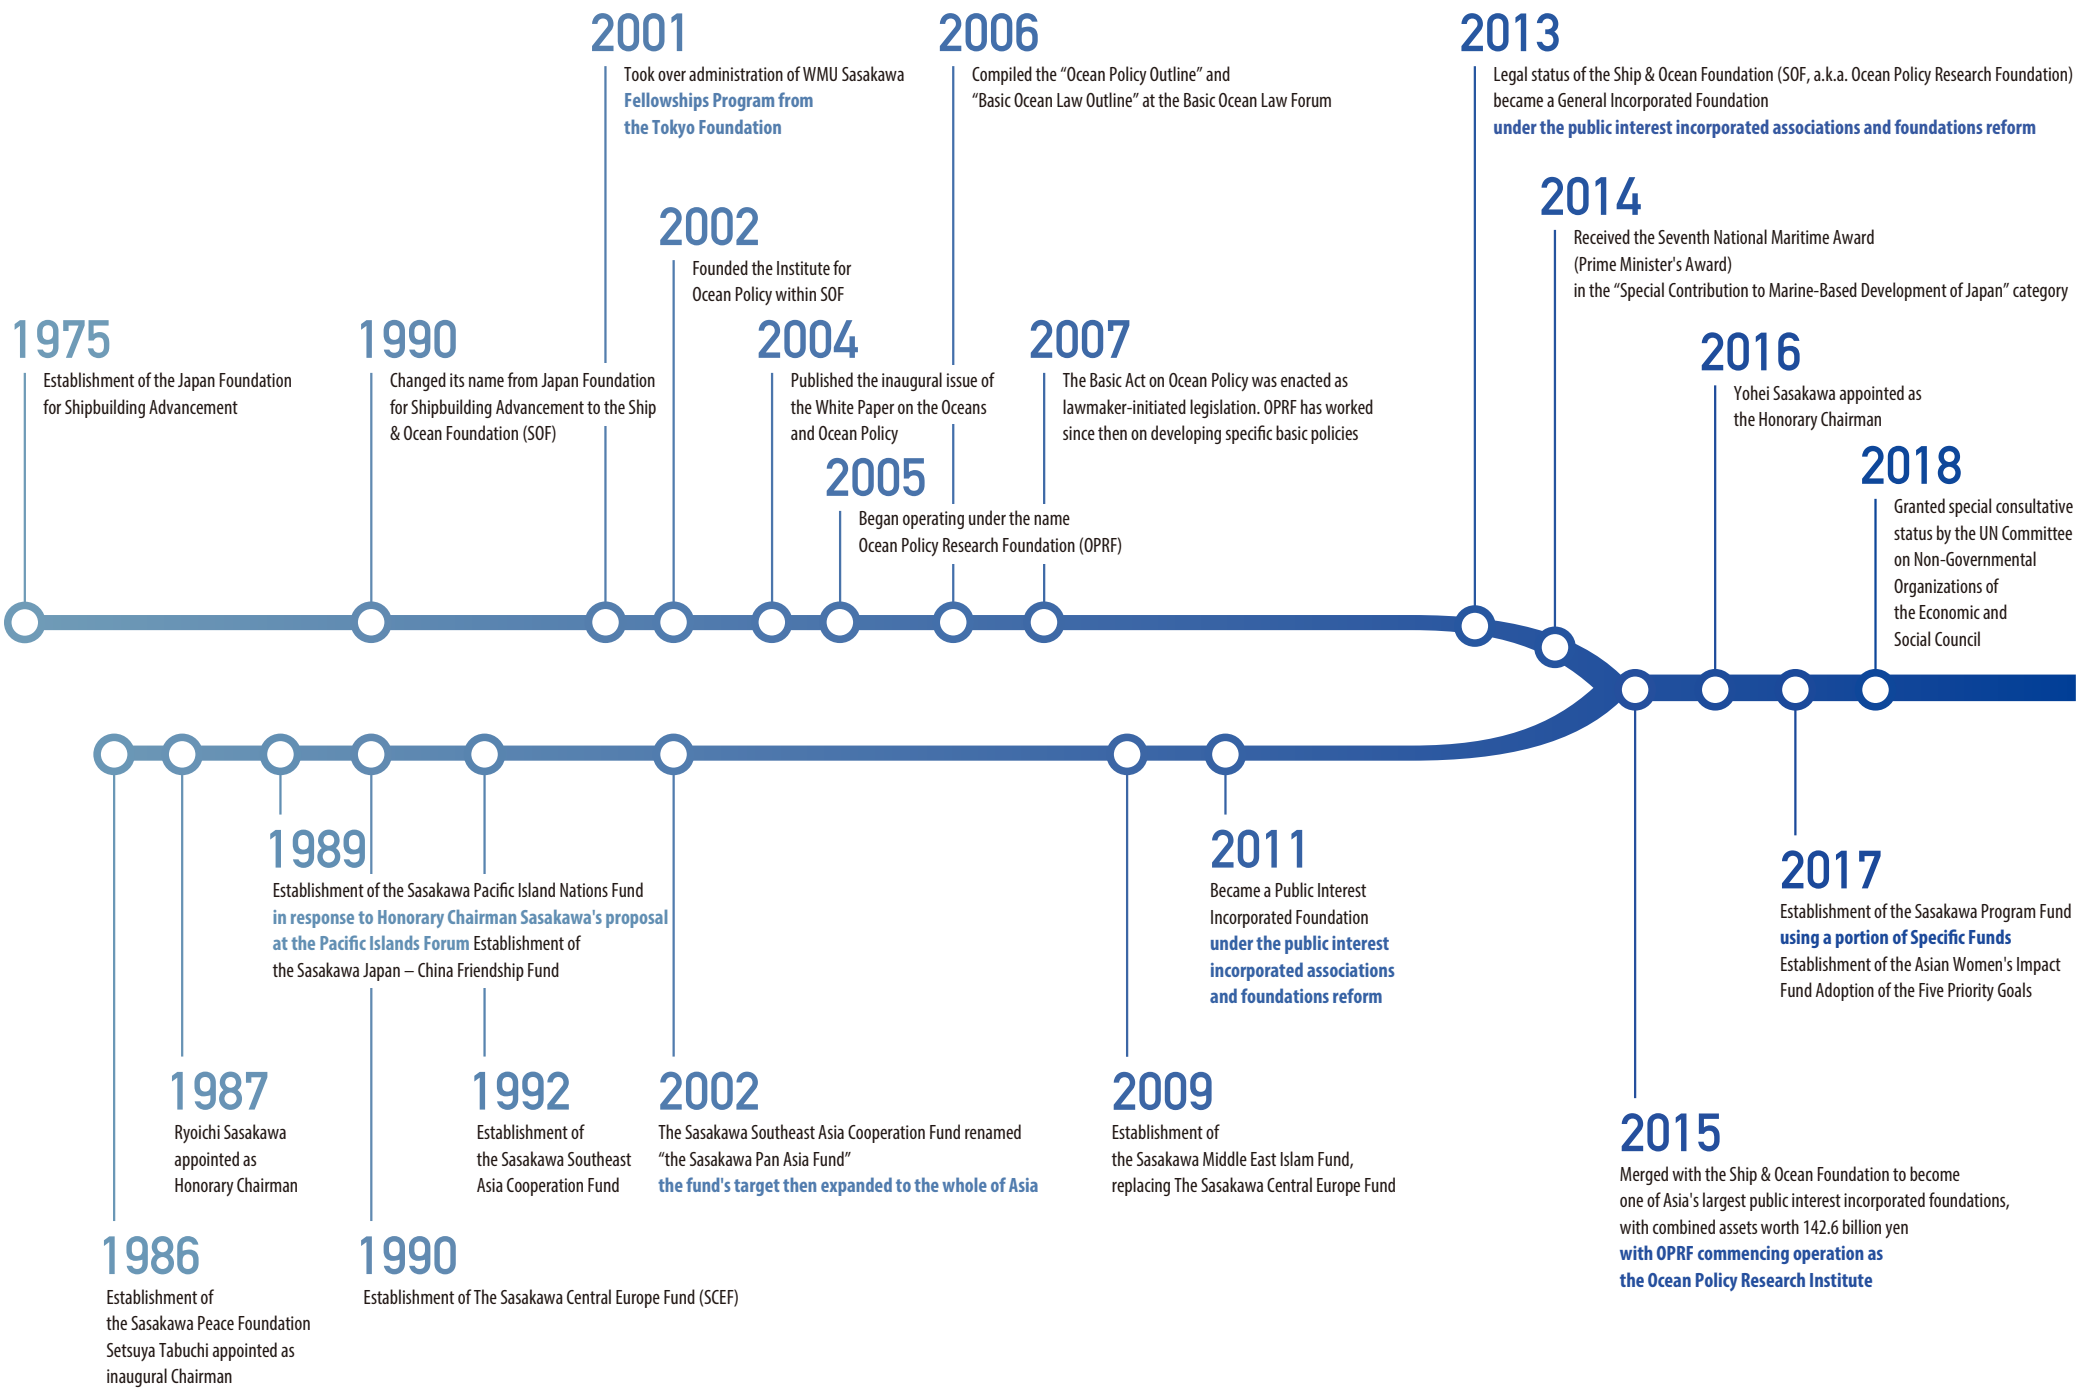 2001
Took over administration of WMU Sasakawa
Fellowships Program from
the Tokyo Foundation
2006
Compiled the “Ocean Policy Outline” and
“Basic Ocean Law Outline” at the Basic Ocean Law Forum
2013
Legal status of the Ship & Ocean Foundation (SOF, a.k.a. Ocean Policy Research Foundation)
became a General Incorporated Foundation
under the public interest incorporated associations and foundations reform
2002
Founded the Institute for
Ocean Policy within SOF
2014
Received the Seventh National Maritime Award
(Prime Minister's Award)
in the “Special Contribution to Marine-Based Development of Japan” category
1975
Establishment of the Japan Foundation
for Shipbuilding Advancement
1990
Changed its name from Japan Foundation
for Shipbuilding Advancement to the Ship
& Ocean Foundation (SOF)
2004
Published the inaugural issue of
the White Paper on the Oceans
and Ocean Policy
2007
The Basic Act on Ocean Policy was enacted as
lawmaker-initiated legislation. OPRF has worked
since then on developing specific basic policies
2016
Yohei Sasakawa appointed as
the Honorary Chairman
2005
Began operating under the name
Ocean Policy Research Foundation (OPRF)
2018
Granted special consultative
status by the UN Committee
on Non-Governmental
Organizations of
the Economic and
Social Council
1989
Establishment of the Sasakawa Pacific Island Nations Fund
in response to Honorary Chairman Sasakawa's proposal
at the Pacific Islands Forum Establishment of
the Sasakawa Japan – China Friendship Fund
2011
Became a Public Interest
Incorporated Foundation
under the public interest
incorporated associations
and foundations reform
2017
Establishment of the Sasakawa Program Fund
using a portion of Specific Funds
Establishment of the Asian Women's Impact
Fund Adoption of the Five Priority Goals
1987
Ryoichi Sasakawa
appointed as
Honorary Chairman
1992
Establishment of
the Sasakawa Southeast
Asia Cooperation Fund
2002
The Sasakawa Southeast Asia Cooperation Fund renamed
“the Sasakawa Pan Asia Fund”
the fund's target then expanded to the whole of Asia
2009
Establishment of
the Sasakawa Middle East Islam Fund,
replacing The Sasakawa Central Europe Fund
2015
Merged with the Ship & Ocean Foundation to become
one of Asia's largest public interest incorporated foundations,
with combined assets worth 142.6 billion yen
with OPRF commencing operation as
the Ocean Policy Research Institute
1986
Establishment of
the Sasakawa Peace Foundation
Setsuya Tabuchi appointed as
inaugural Chairman
1990
Establishment of The Sasakawa Central Europe Fund (SCEF)